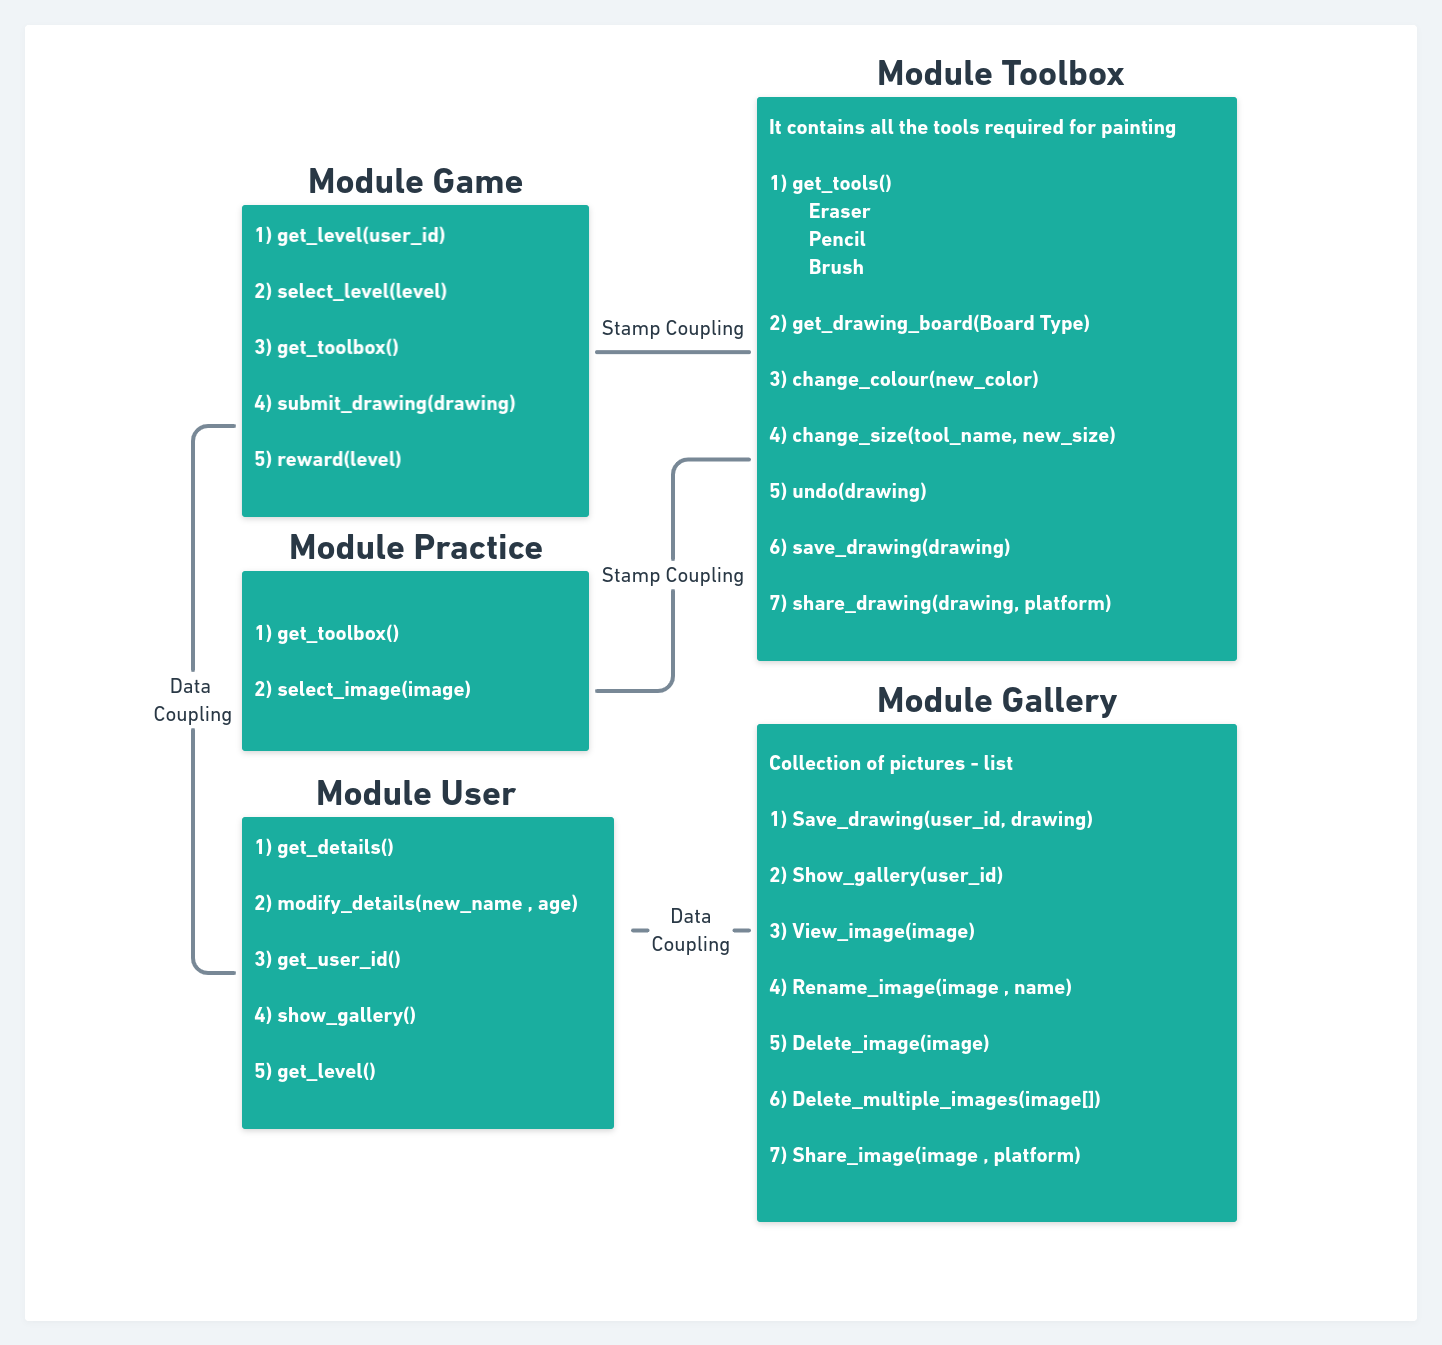 Module Toolbox
It contains all the tools required for painting
1) get_tools()
Eraser
Pencil
Brush
2) get_drawing_board(Board Type)
3) change_colour(new_color)
4) change_size(tool_name, new_size)
5) undo(drawing)
6) save_drawing(drawing)
7) share_drawing(drawing, platform)
Module Game
1) get_level(user_id)
2) select_level(level)
3) get_toolbox()
4) submit_drawing(drawing)
5) reward(level)
Stamp Coupling
Module Practice
1) get_toolbox()
2) select_image(image)
Stamp Coupling
Data
Coupling
Module User
1) get_details()
2) modify_details(new_name , age)
3) get_user_id()
4) show_gallery()
5) get_level()
Data
Coupling
Module Gallery
Collection of pictures - list
1) Save_drawing(user_id, drawing)
2) Show_gallery(user_id)
3) View_image(image)
4) Rename_image(image , name)
5) Delete_image(image)
6) Delete_multiple_images(image[])
7) Share_image(image , platform)